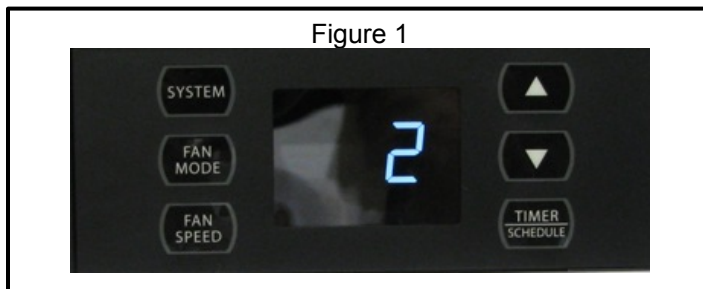 Figure 1
SYSTEM
FAN
MODE
FAN
SPEED
2
▲
▼
TIMER
SCHEDULE